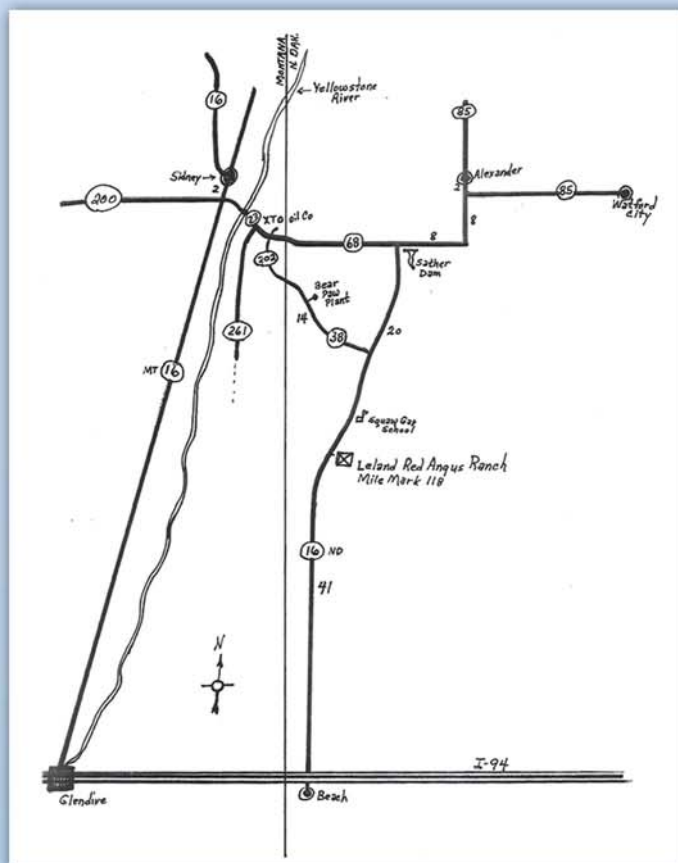 MONTANA
N. DAK.
Yellowstone
River
16
85
Sidney
2
Alexander
2
85
Watford
City
200
23
XTO oil Co
68
8
8
202
Sather
Dam
Bear
Paw
Plant
14
38
20
261
MT 16
Squaw Gap
School
Leland Red Angus Ranch
Mile Mark 118
16 ND
41
N
I-94
Glendive
Beach